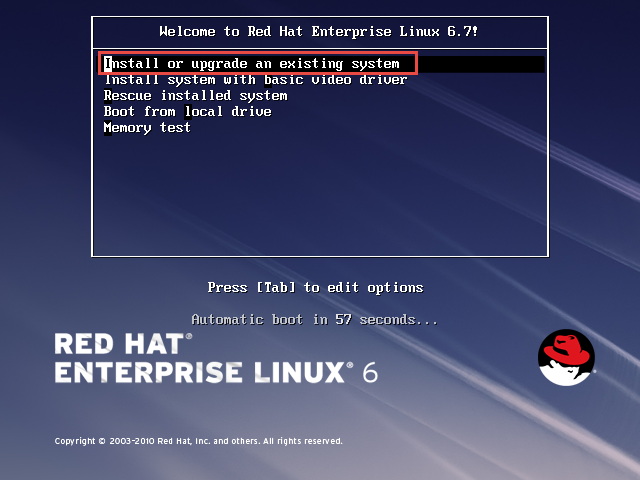 Welcome to Red Hat Enterprise Linux 6.7!
Install or upgrade an existing system
Install system with basic video driver
Rescue installed system
Boot from local drive
Memory test
Press [Tab] to edit options
Automatic boot in 57 seconds...
RED HAT®
ENTERPRISE LINUX® 6
Copyright © 2003-2010 Red Hat, Inc. and others. All rights reserved.